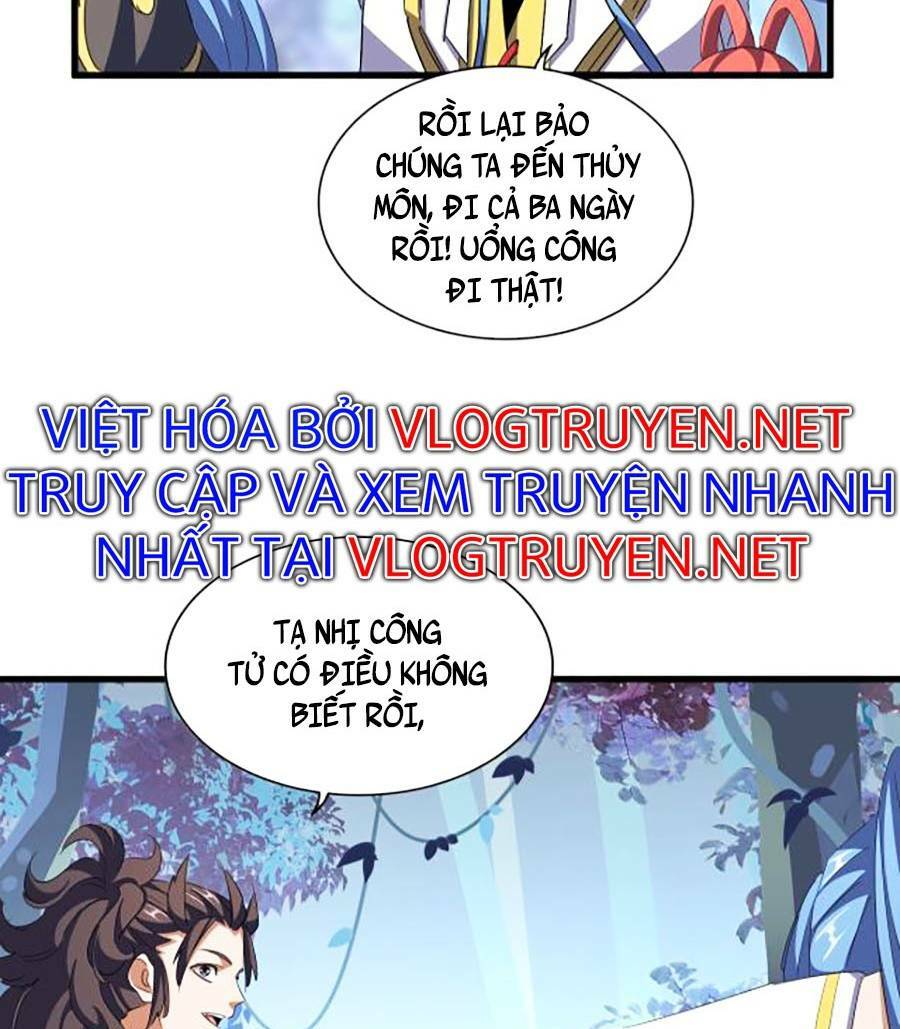 RỒI LẠI BẢO
CHÚNG TA ĐẾN THỦY
MÔN, ĐI CẢ BA NGÀY
RỒI! UỔNG CÔNG
ĐI THẬT!
VIỆT HÓA BỞI VLOGTRUYEN.NET
TRUY CẬP VÀ XEM TRUYỆN NHANH
NHẤT TẠI VLOGTRUYEN.NET
TẠ NHỊ CÔNG
TỬ CÓ ĐIỀU KHÔNG
BIẾT RỒI,